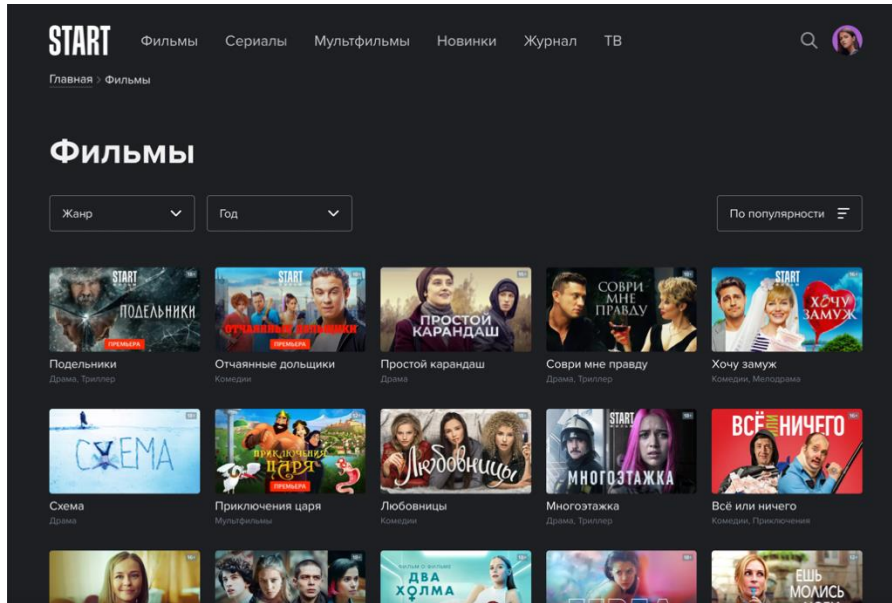 START Фильмы Сериалы Мультфильмы Новинки Журнал ТВ
Главная > Фильмы
Фильмы
Жанр
Год
По популярности
START
ПОДЕЛЬНИКИ
ПРЕМЬЕРА
START
ОТЧАЯННЫЕ ДОЛЬЩИКИ
ПРЕМЬЕРА
ПРОСТОЙ
КАРАНДАШ
СОВРИ
МНЕ
ПРАВДУ
START
ХОЧУ
ЗАМУЖ
Подельники
Драма, Триллер
Отчаянные дольщики
Комедии
Простой карандаш
Драма
Соври мне правду
Драма, Триллер
Хочу замуж
Комедии, Мелодрама
СХЕМА
ПРИКЛЮЧЕНИЯ
ЦАРЯ
ПРЕМЬЕРА
Любовницы
START
МНОГОЭТАЖКА
ВСЁ ИЛИ НИЧЕГО
Схема
Драма
Приключения царя
Мультфильмы
Любовницы
Комедии
Многоэтажка
Драма, Триллер
Всё или ничего
Комедии, Приключения
ФИЛЬМ О ФИЛЬМЕ
ДВА
ХОЛМА
ЕШЬ
МОЛИСЬ